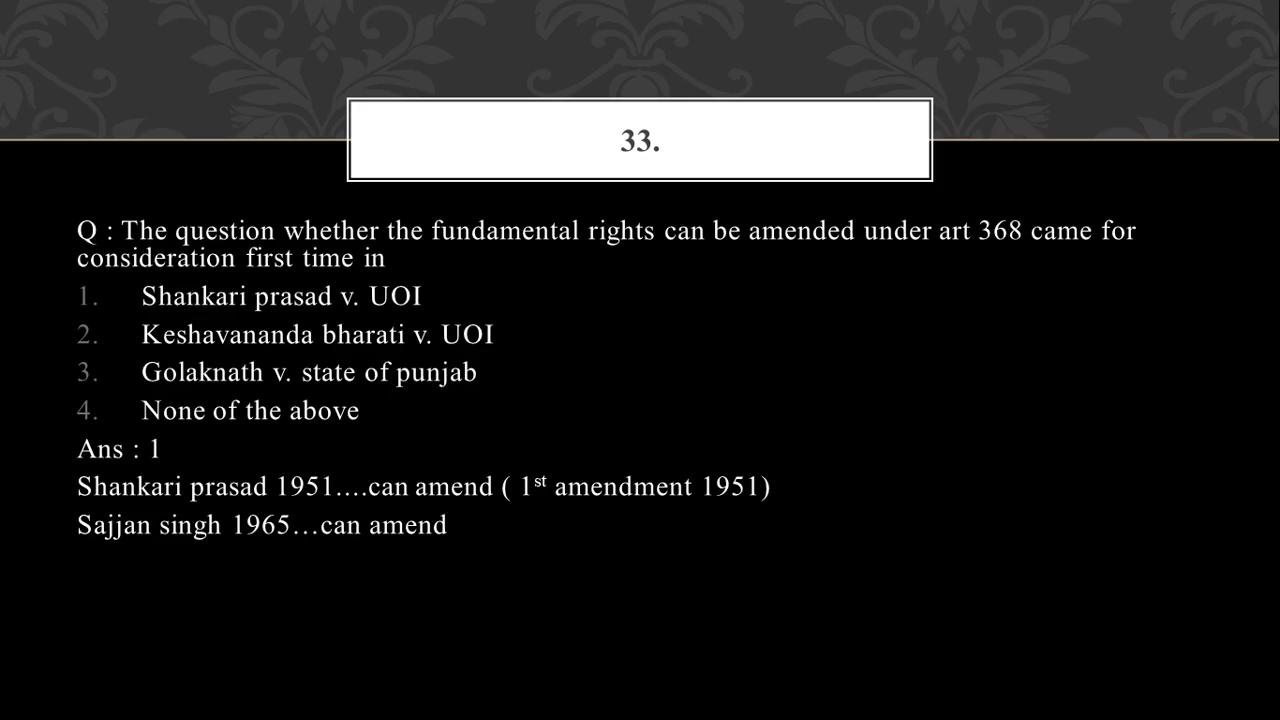 33.
Q : The question whether the fundamental rights can be amended under art 368 came for
consideration first time in
1. Shankari prasad v. UOI
2. Keshavananda bharati v. UOI
3. Golaknath v. state of punjab
4. None of the above
Ans : 1
Shankari prasad 1951....can amend ( 1st amendment 1951)
Sajjan singh 1965...can amend